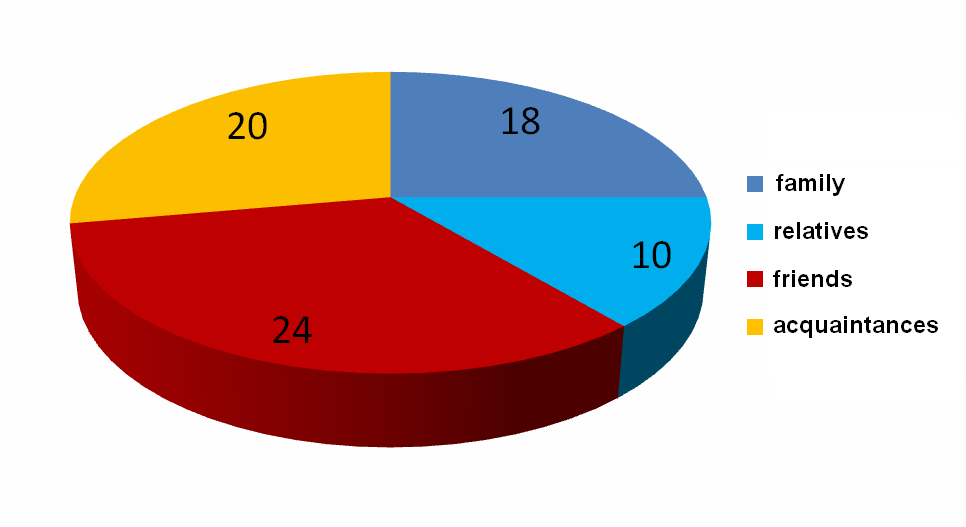 20
18
10
24
family
relatives
friends
acquaintances